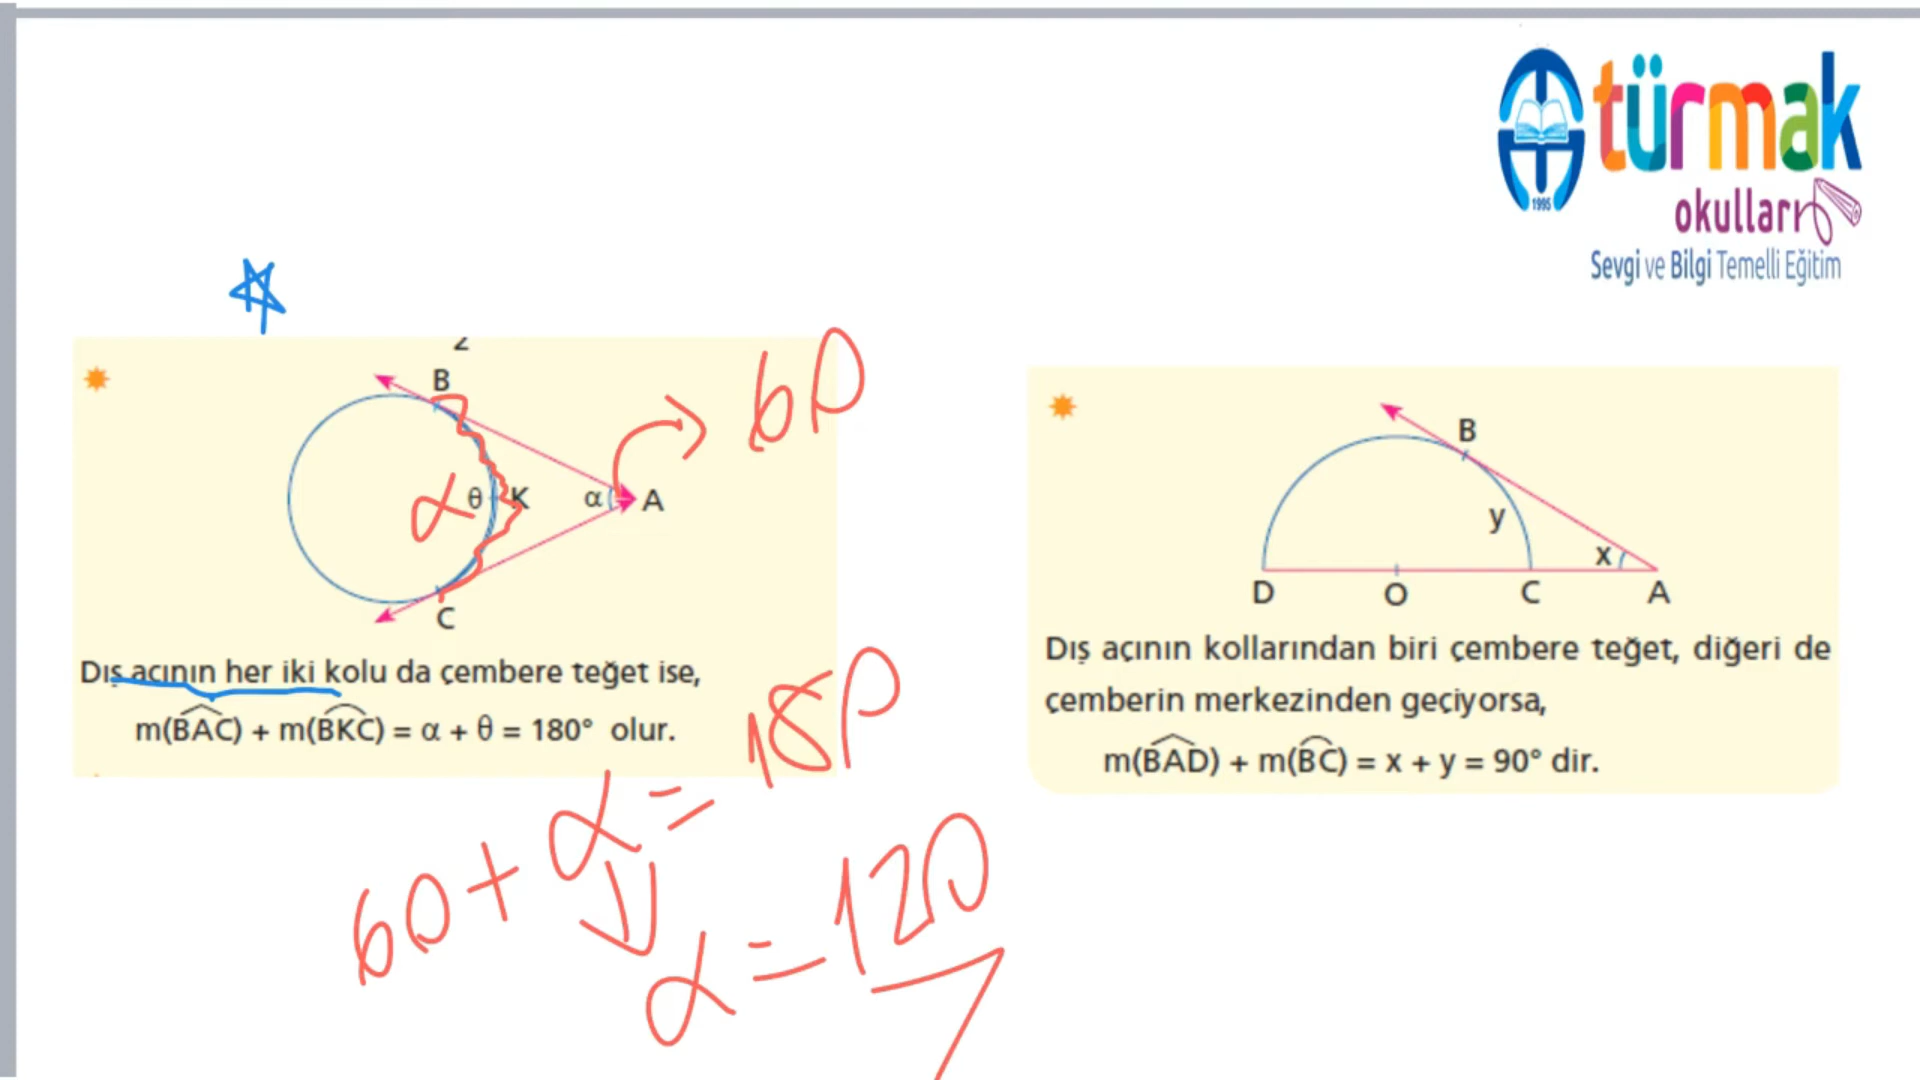 türmak
okulları
1995
Sevgi ve Bilgi Temelli Eğitim
2
B
60
α θ K α A
C
Dış açının her iki kolu da çembere teğet ise,
m(BAC) + m(BKC) = α + θ = 180° olur.
60 + α = 180
α = 120
B
y
x
D O C A
Dış açının kollarından biri çembere teğet, diğeri de
çemberin merkezinden geçiyorsa,
m(BAD) + m(BC) = x + y = 90° dir.